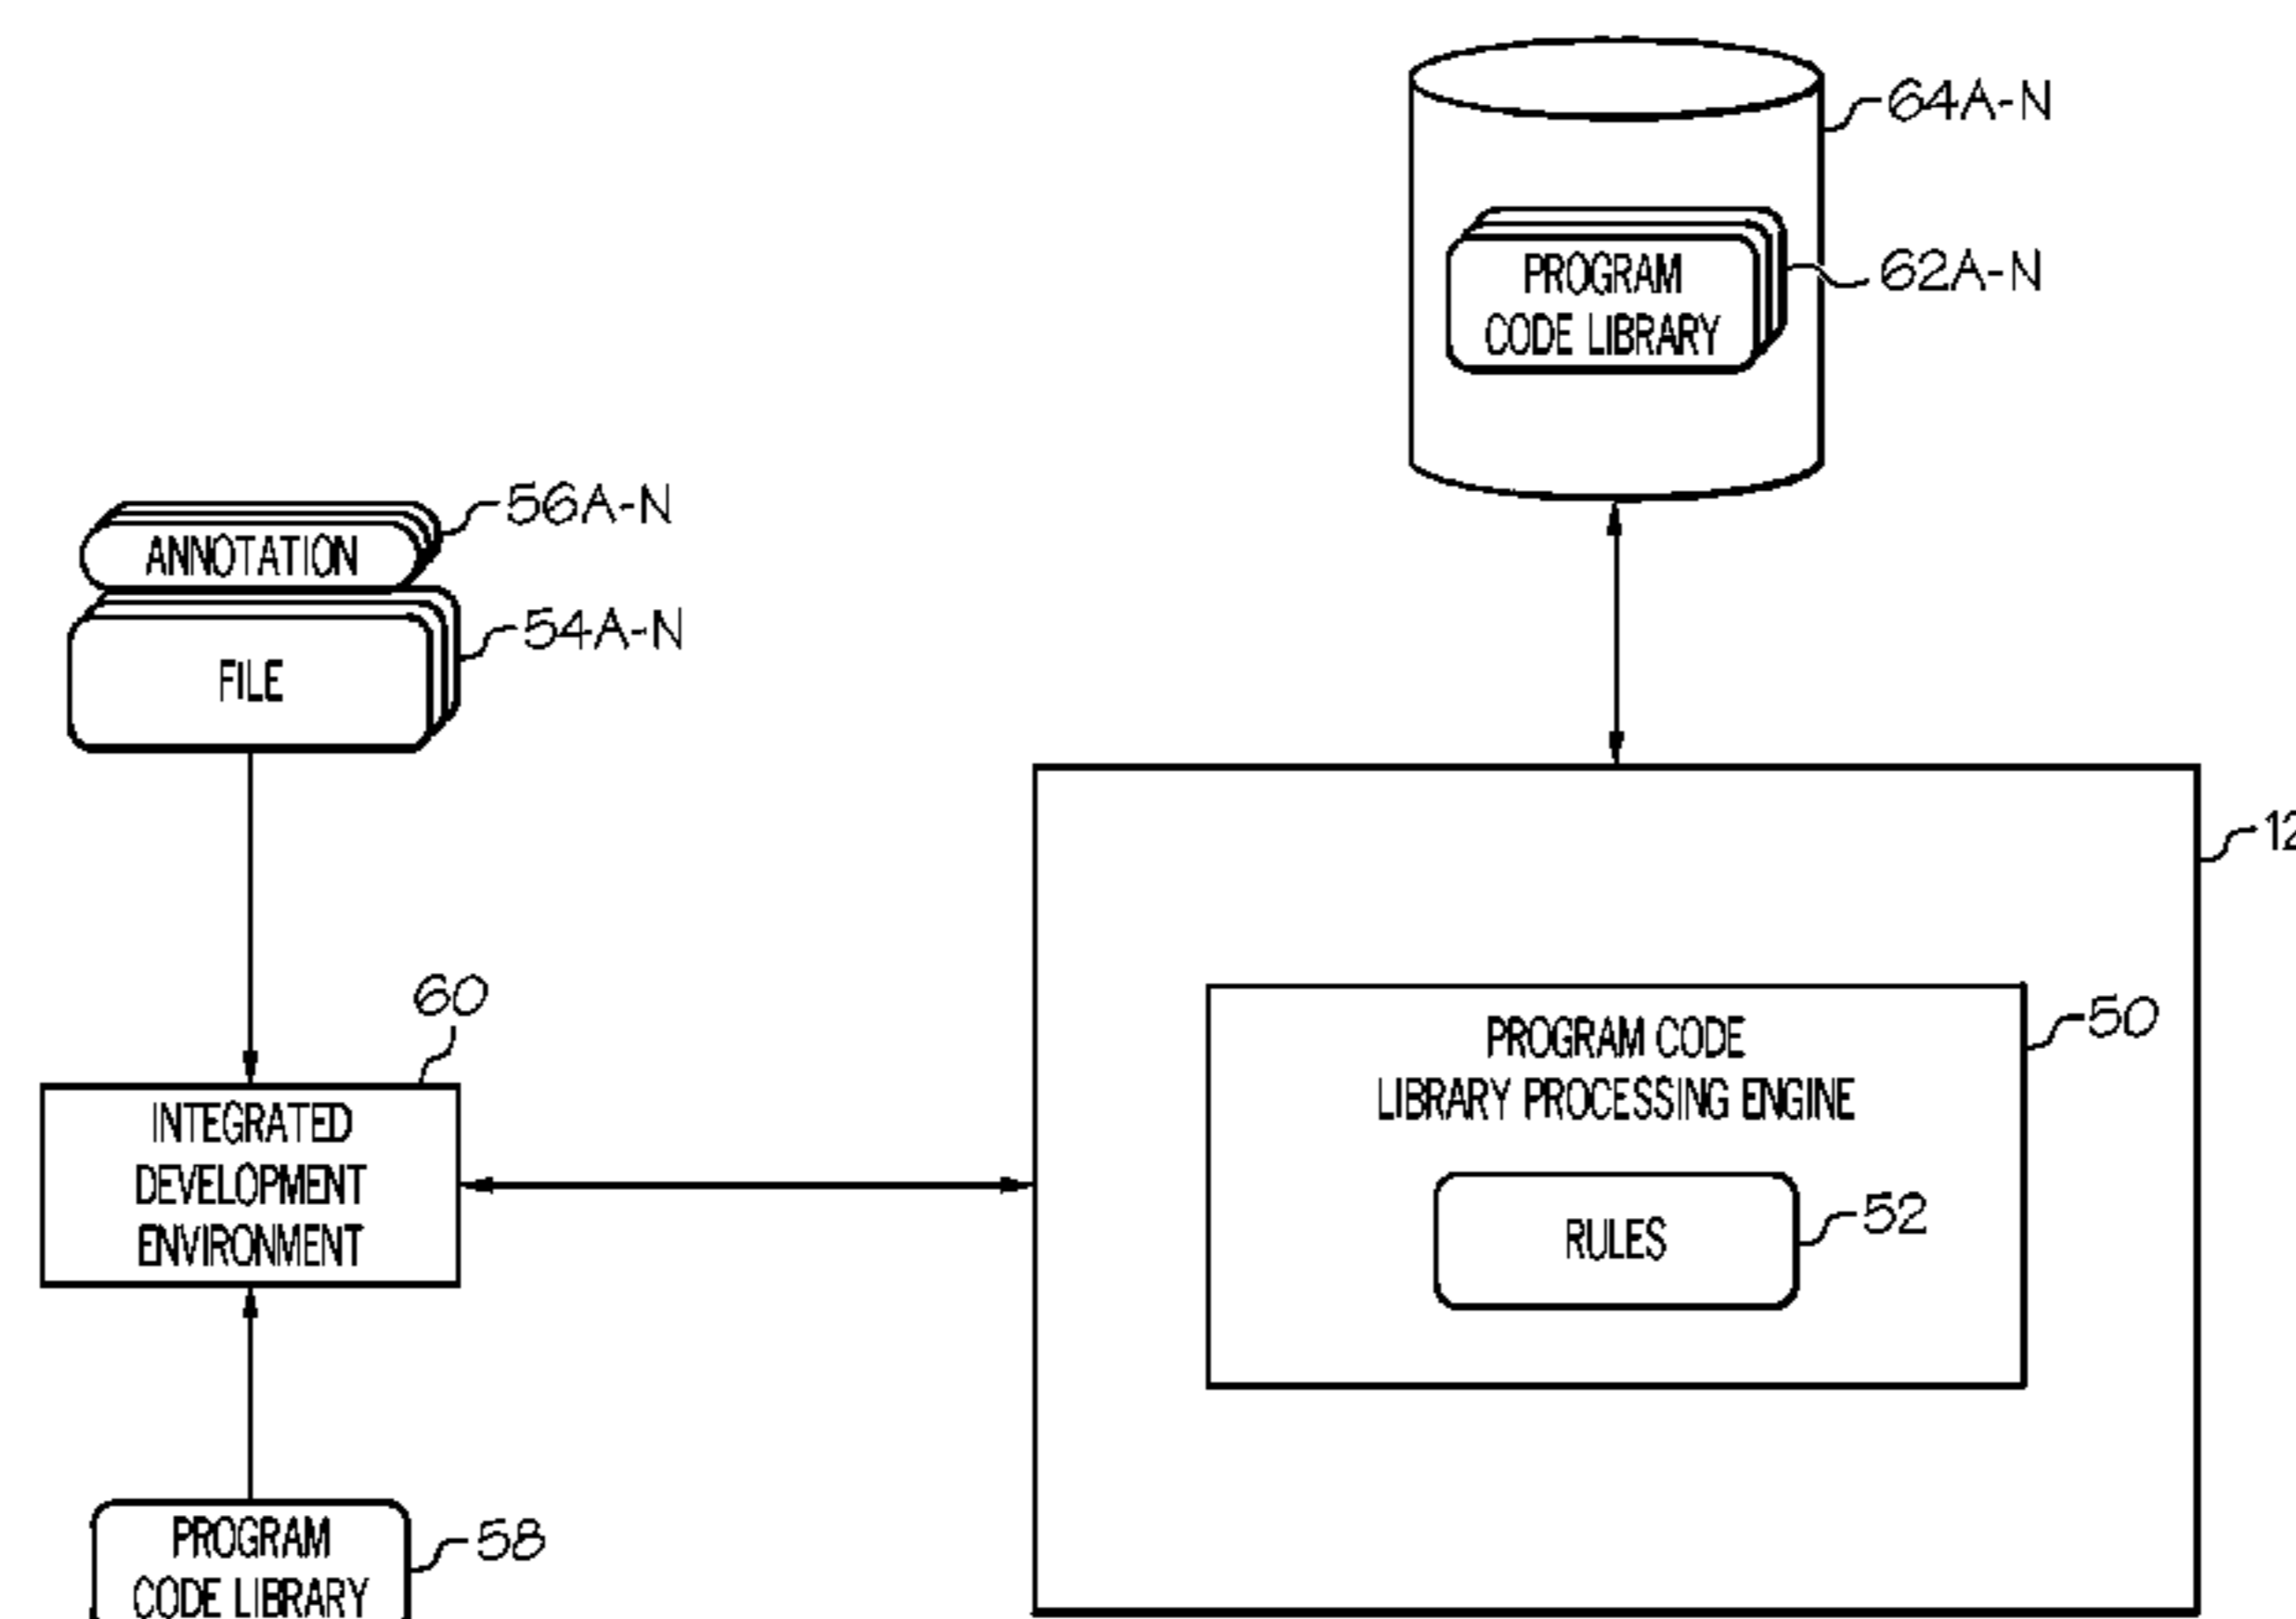 64A-N
PROGRAM
CODE LIBRARY
62A-N
56A-N
ANNOTATION
54A-N
FILE
12
60
INTEGRATED
DEVELOPMENT
ENVIRONMENT
PROGRAM CODE
LIBRARY PROCESSING ENGINE
50
RULES
52
PROGRAM
CODE LIBRARY
58